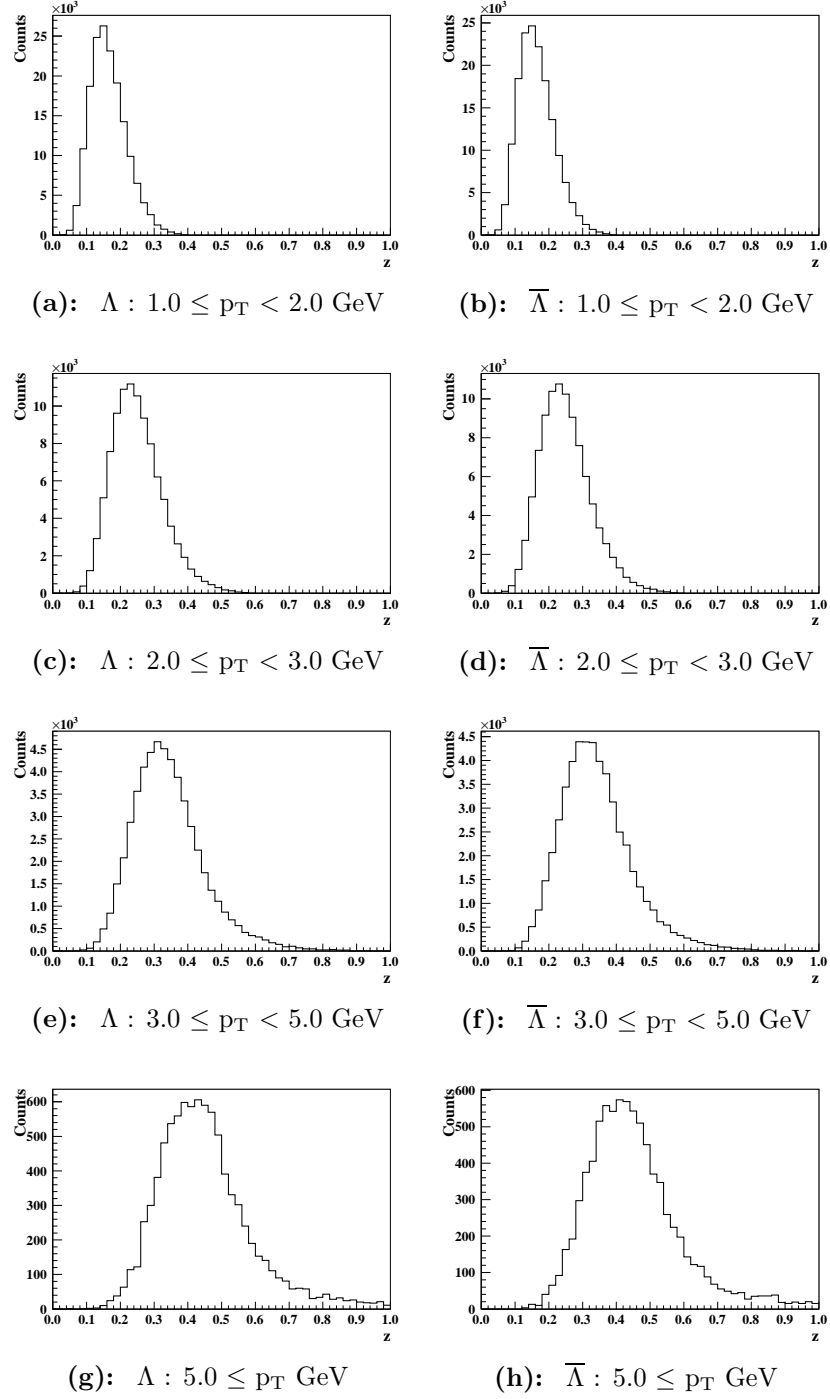 ×10³
Counts
25
20
15
10
5
0
0.0 0.1 0.2 0.3 0.4 0.5 0.6 0.7 0.8 0.9 1.0
z
(a): Λ : 1.0 ≤ p_T < 2.0 GeV
×10³
Counts
25
20
15
10
5
0
0.0 0.1 0.2 0.3 0.4 0.5 0.6 0.7 0.8 0.9 1.0
z
(b): Λ̅ : 1.0 ≤ p_T < 2.0 GeV
×10³
Counts
10
8
6
4
2
0
0.0 0.1 0.2 0.3 0.4 0.5 0.6 0.7 0.8 0.9 1.0
z
(c): Λ : 2.0 ≤ p_T < 3.0 GeV
×10³
Counts
10
8
6
4
2
0
0.0 0.1 0.2 0.3 0.4 0.5 0.6 0.7 0.8 0.9 1.0
z
(d): Λ̅ : 2.0 ≤ p_T < 3.0 GeV
×10³
Counts
4.5
4.0
3.5
3.0
2.5
2.0
1.5
1.0
0.5
0.0
0.0 0.1 0.2 0.3 0.4 0.5 0.6 0.7 0.8 0.9 1.0
z
(e): Λ : 3.0 ≤ p_T < 5.0 GeV
×10³
Counts
4.5
4.0
3.5
3.0
2.5
2.0
1.5
1.0
0.5
0.0
0.0 0.1 0.2 0.3 0.4 0.5 0.6 0.7 0.8 0.9 1.0
z
(f): Λ̅ : 3.0 ≤ p_T < 5.0 GeV
Counts
600
500
400
300
200
100
0
0.0 0.1 0.2 0.3 0.4 0.5 0.6 0.7 0.8 0.9 1.0
z
(g): Λ : 5.0 ≤ p_T GeV
Counts
600
500
400
300
200
100
0
0.0 0.1 0.2 0.3 0.4 0.5 0.6 0.7 0.8 0.9 1.0
z
(h): Λ̅ : 5.0 ≤ p_T GeV